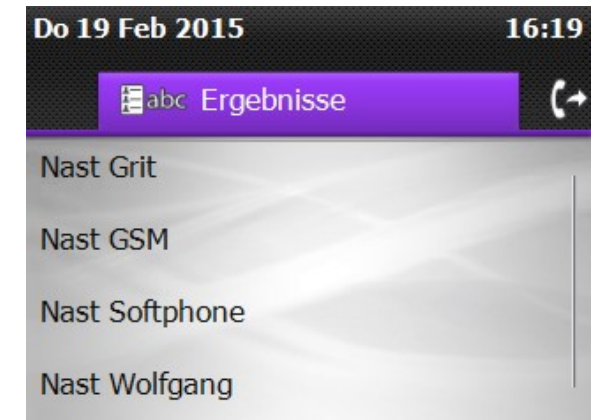 Do 19 Feb 2015 16:19
abc Ergebnisse
Nast Grit
Nast GSM
Nast Softphone
Nast Wolfgang